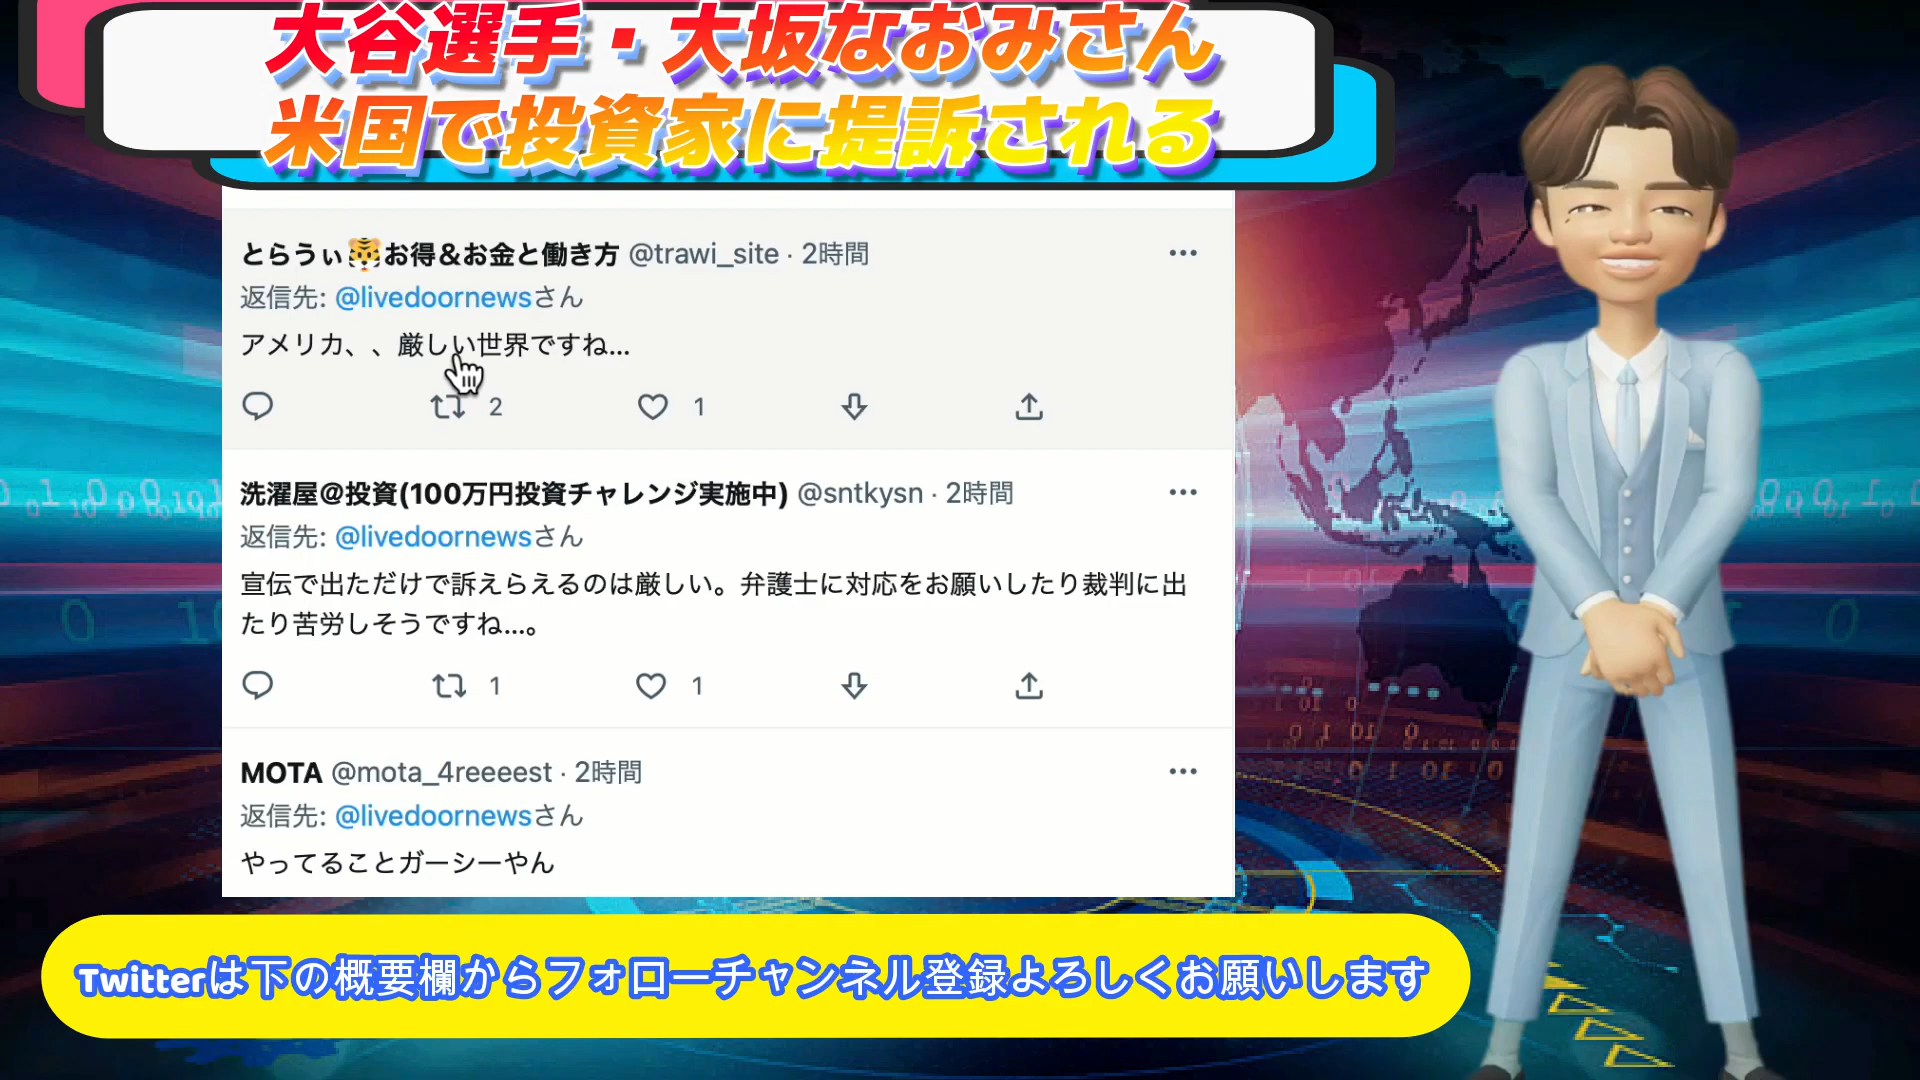 大谷選手・大坂なおみさん
米国で投資家に提訴される
とらうぃ🐯お得＆お金と働き方 @trawi_site · 2時間
返信先: @livedoornewsさん
アメリカ、、厳しい世界ですね...
2 1
洗濯屋@投資(100万円投資チャレンジ実施中) @sntkysn · 2時間
返信先: @livedoornewsさん
宣伝で出ただけで訴えらえるのは厳しい。弁護士に対応をお願いしたり裁判に出
たり苦労しそうですね...。
1 1
MOTA @mota_4reeeest · 2時間
返信先: @livedoornewsさん
やってることガーシーやん
Twitterは下の概要欄からフォローチャンネル登録よろしくお願いします